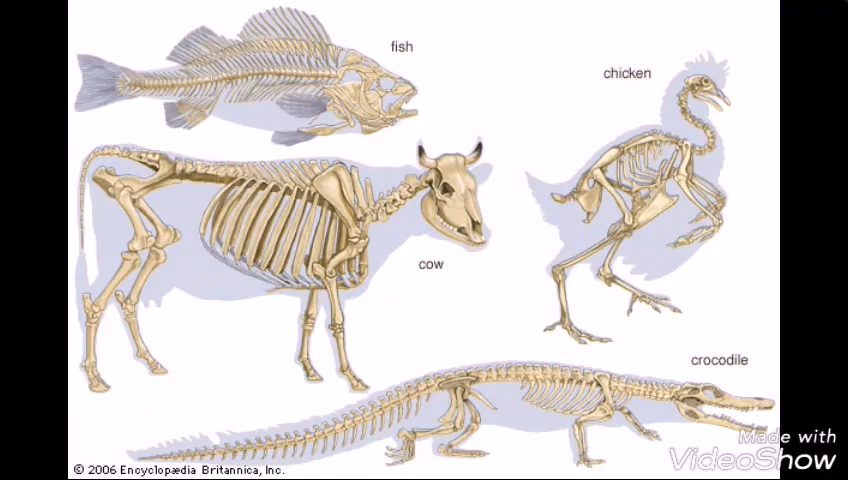 fish
chicken
cow
crocodile
© 2006 Encyclopædia Britannica, Inc.
Made with
VideoShow